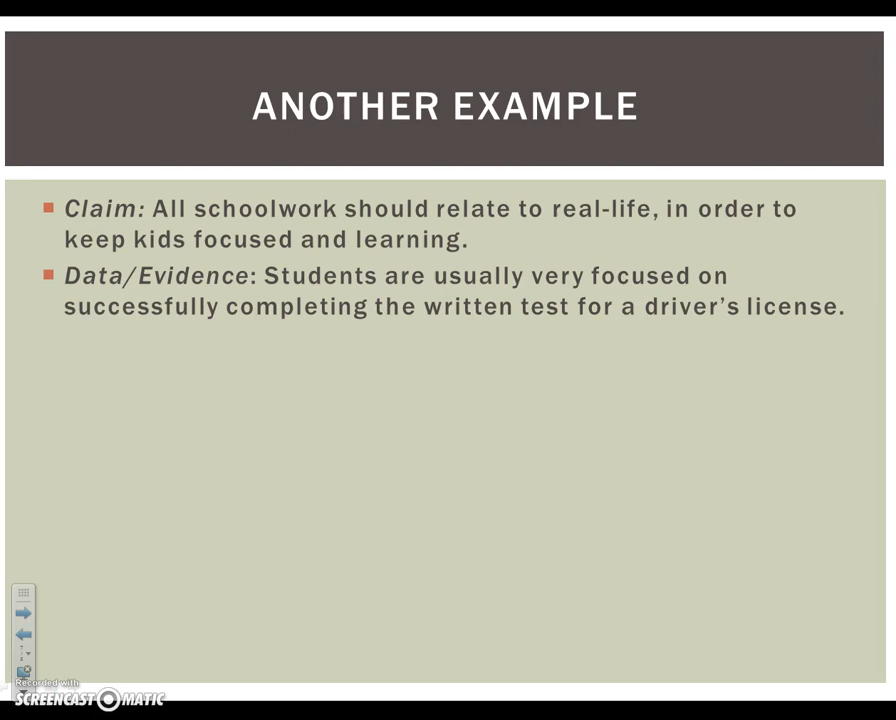 ANOTHER EXAMPLE
Claim: All schoolwork should relate to real-life, in order to
keep kids focused and learning.
Data/Evidence: Students are usually very focused on
successfully completing the written test for a driver’s license.
Recorded with
SCREENCAST MATIC